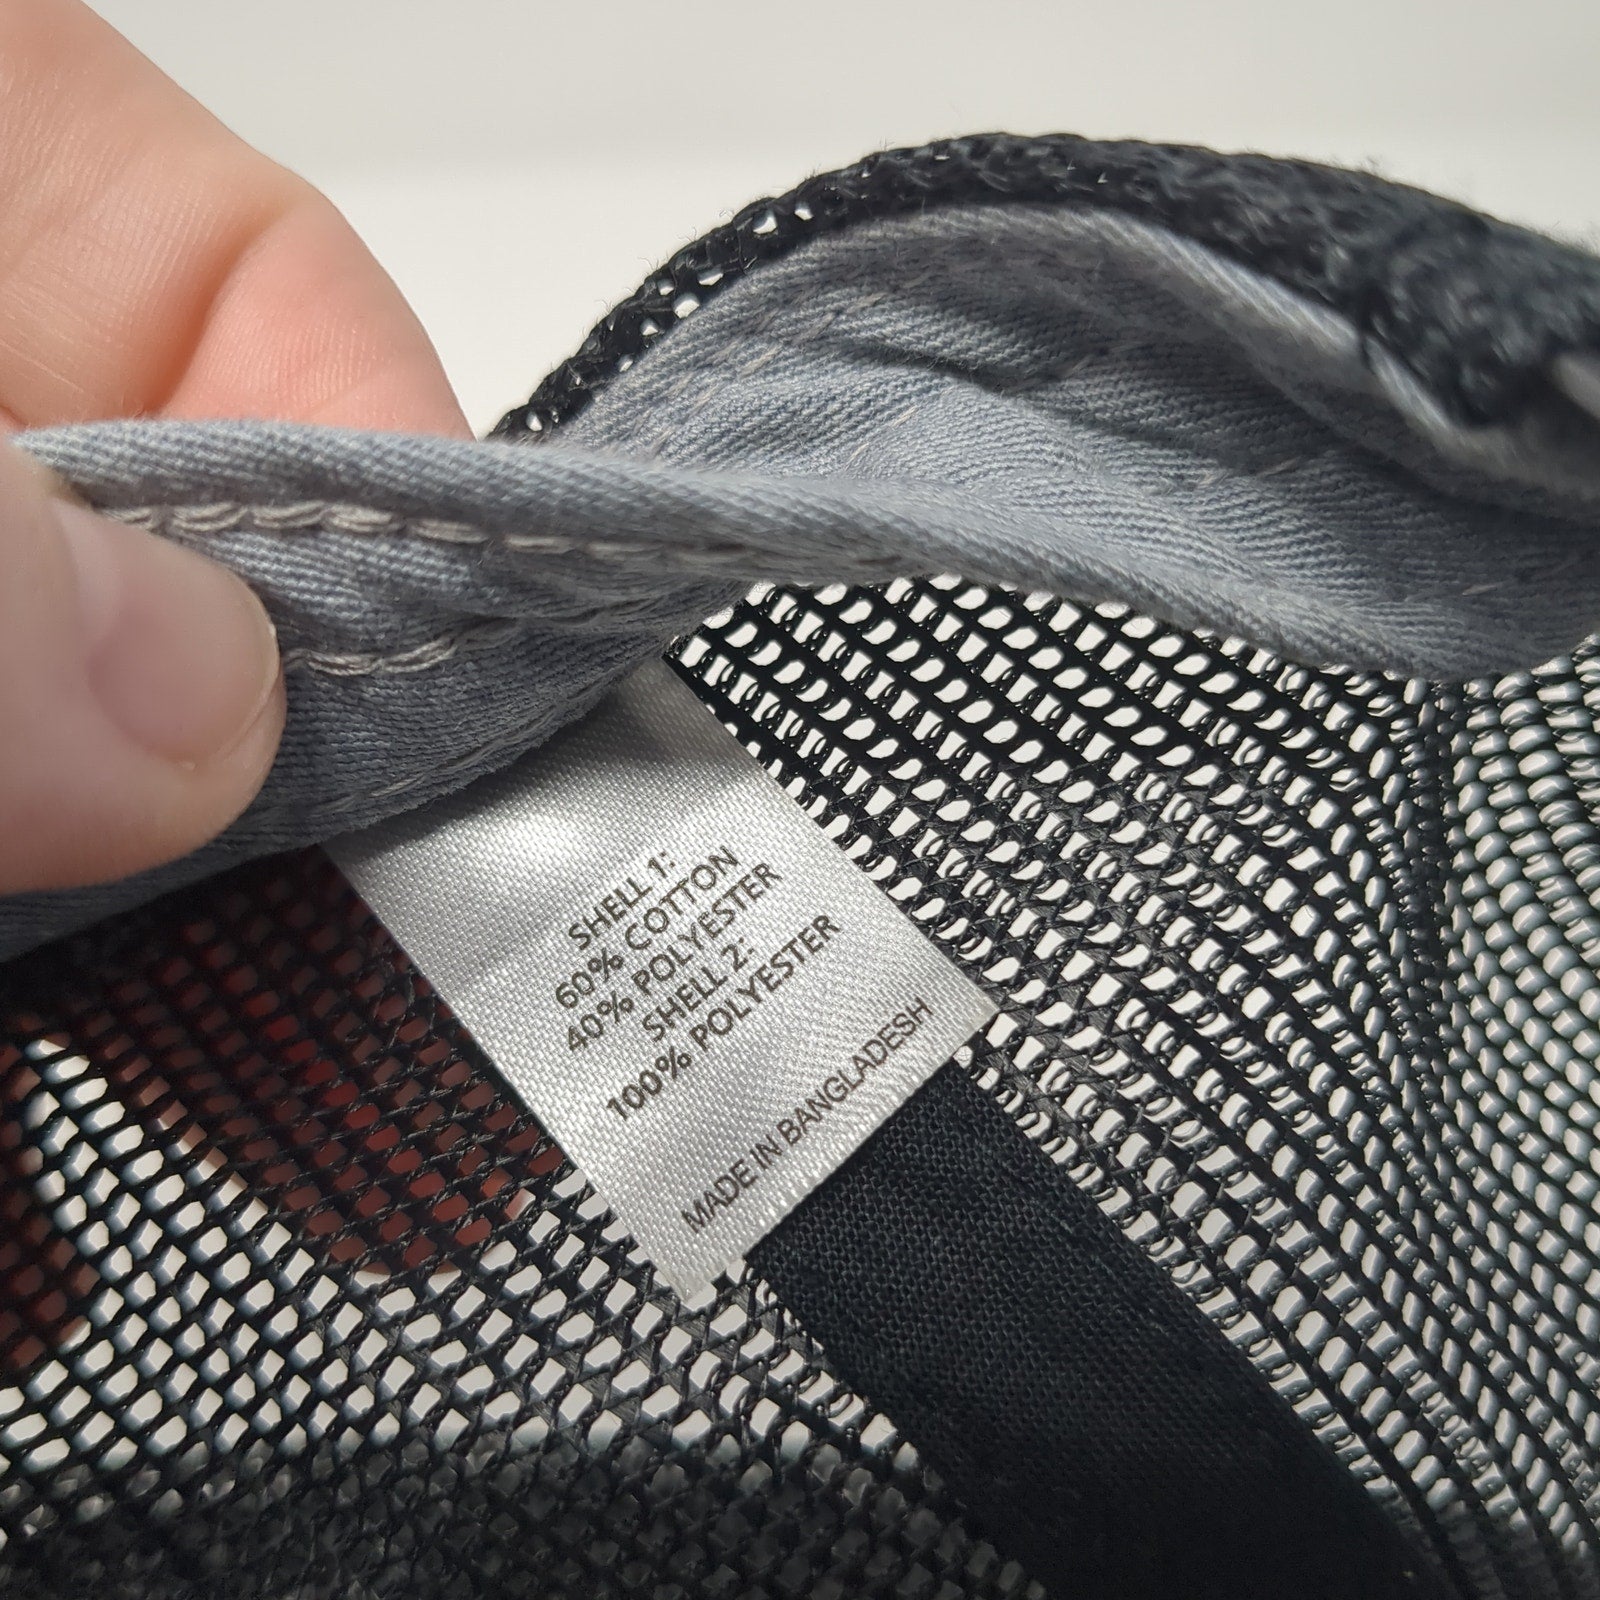 SHELL 1:
60% COTTON
40% POLYESTER
SHELL 2:
100% POLYESTER
MADE IN BANGLADESH